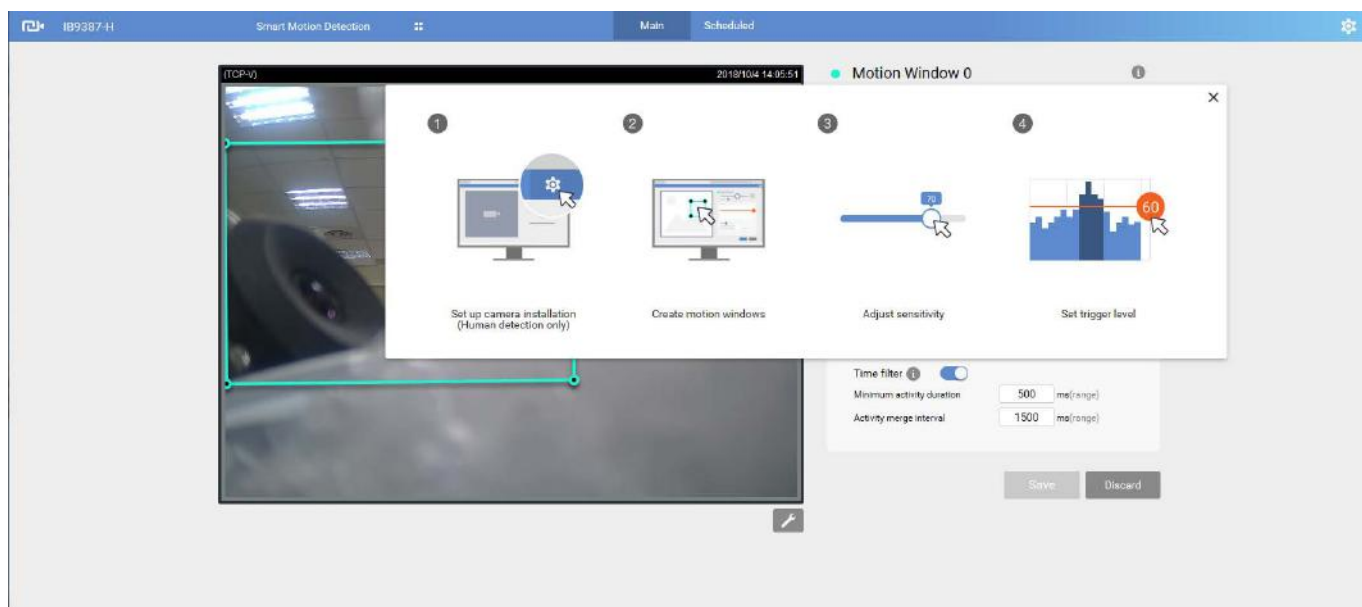 IB9387-H
Smart Motion Detection
Main
Scheduled
(TCP-V)
2018/10/4 14:05:51
Motion Window 0
1
2
3
4
70
60
Set up camera installation
(Human detection only)
Create motion windows
Adjust sensitivity
Set trigger level
Time filter
Minimum activity duration
500
ms(range)
Activity merge interval
1500
ms(range)
Save
Discard